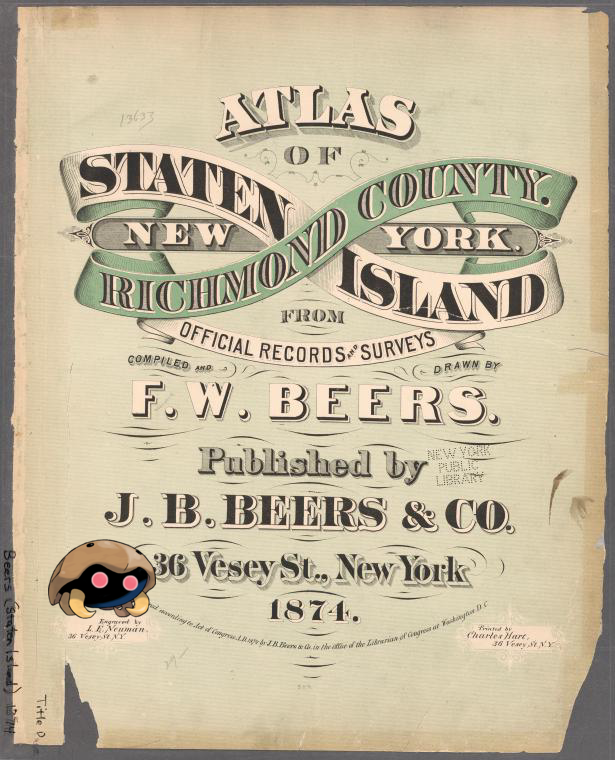 13633
ATLAS
OF
STATEN ISLAND
RICHMOND COUNTY.
NEW YORK.
FROM
OFFICIAL RECORDS AND SURVEYS
COMPILED AND DRAWN BY
F. W. BEERS.
Published by
NEW YORK
PUBLIC
LIBRARY
J. B. BEERS & CO.
36 Vesey St., New York
1874.
according to Act of Congress A.D. 1874 by J.B. Beers & Co. in the office of the Librarian of Congress at Washington D.C
Engraved by
L. E. Neuman.
36 Vesey St. N.Y.
Printed by
Charles Hart,
36 Vesey St. N.Y.
Beers (Staten Island) 1874
Title